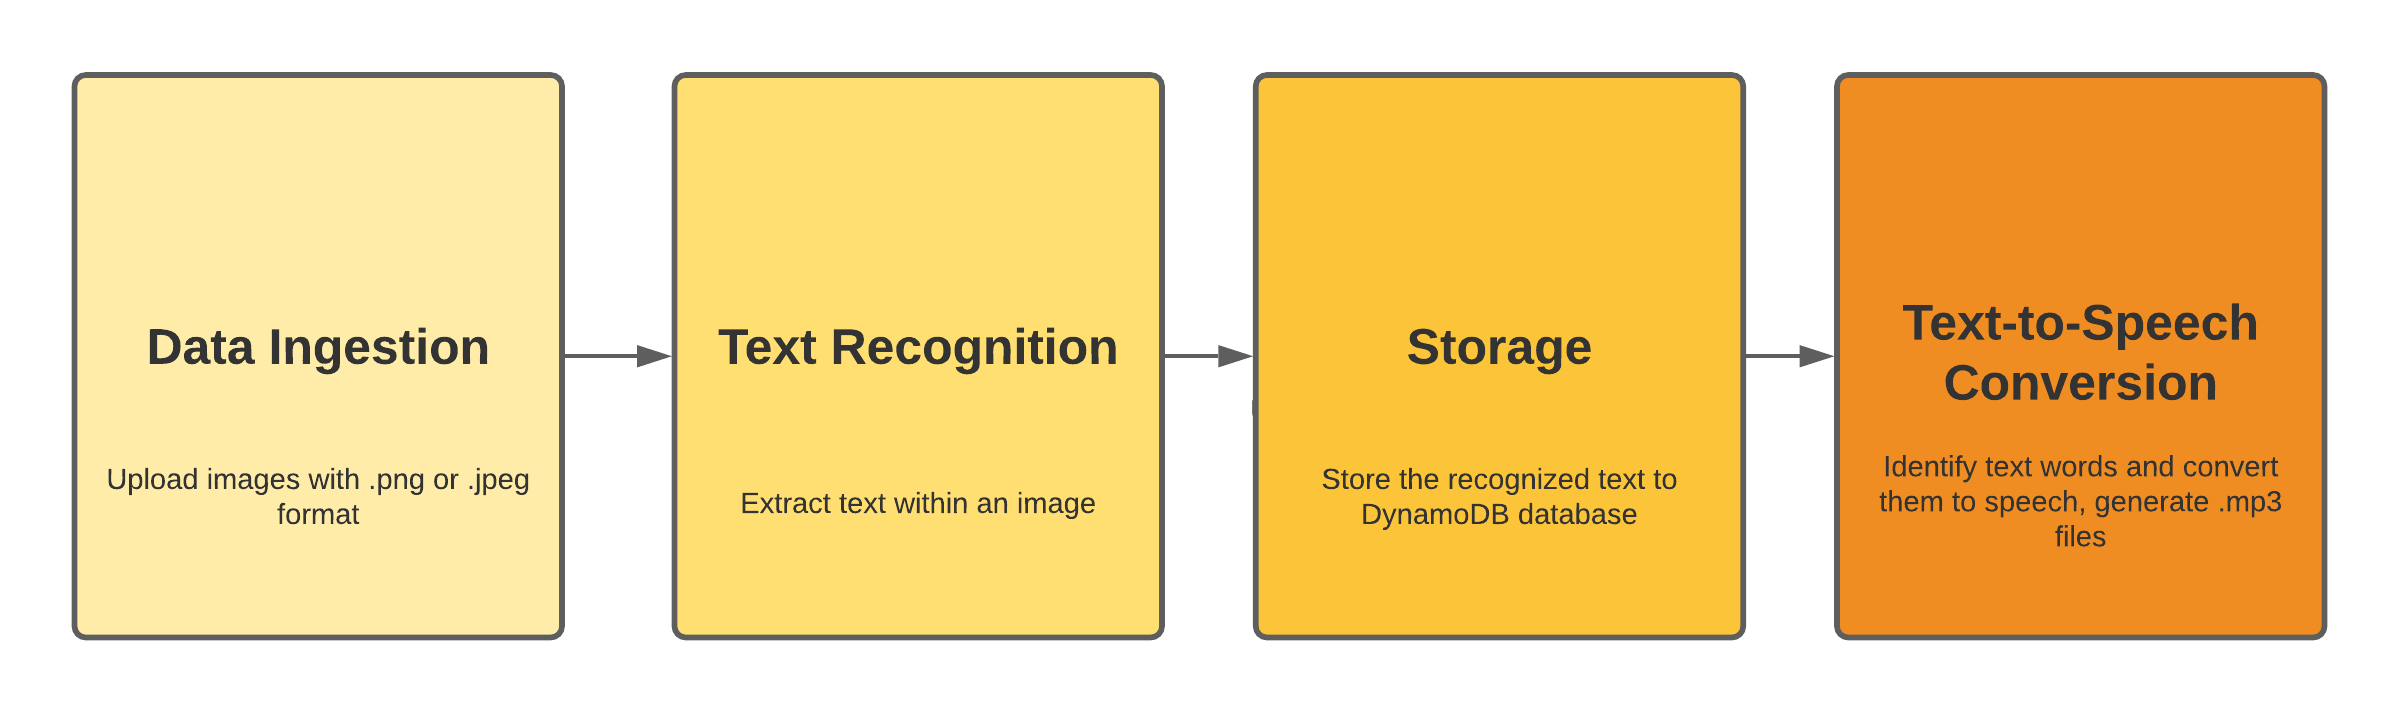 Data Ingestion
Upload images with .png or .jpeg
format
Text Recognition
Extract text within an image
Storage
Store the recognized text to
DynamoDB database
Text-to-Speech
Conversion
Identify text words and convert
them to speech, generate .mp3
files